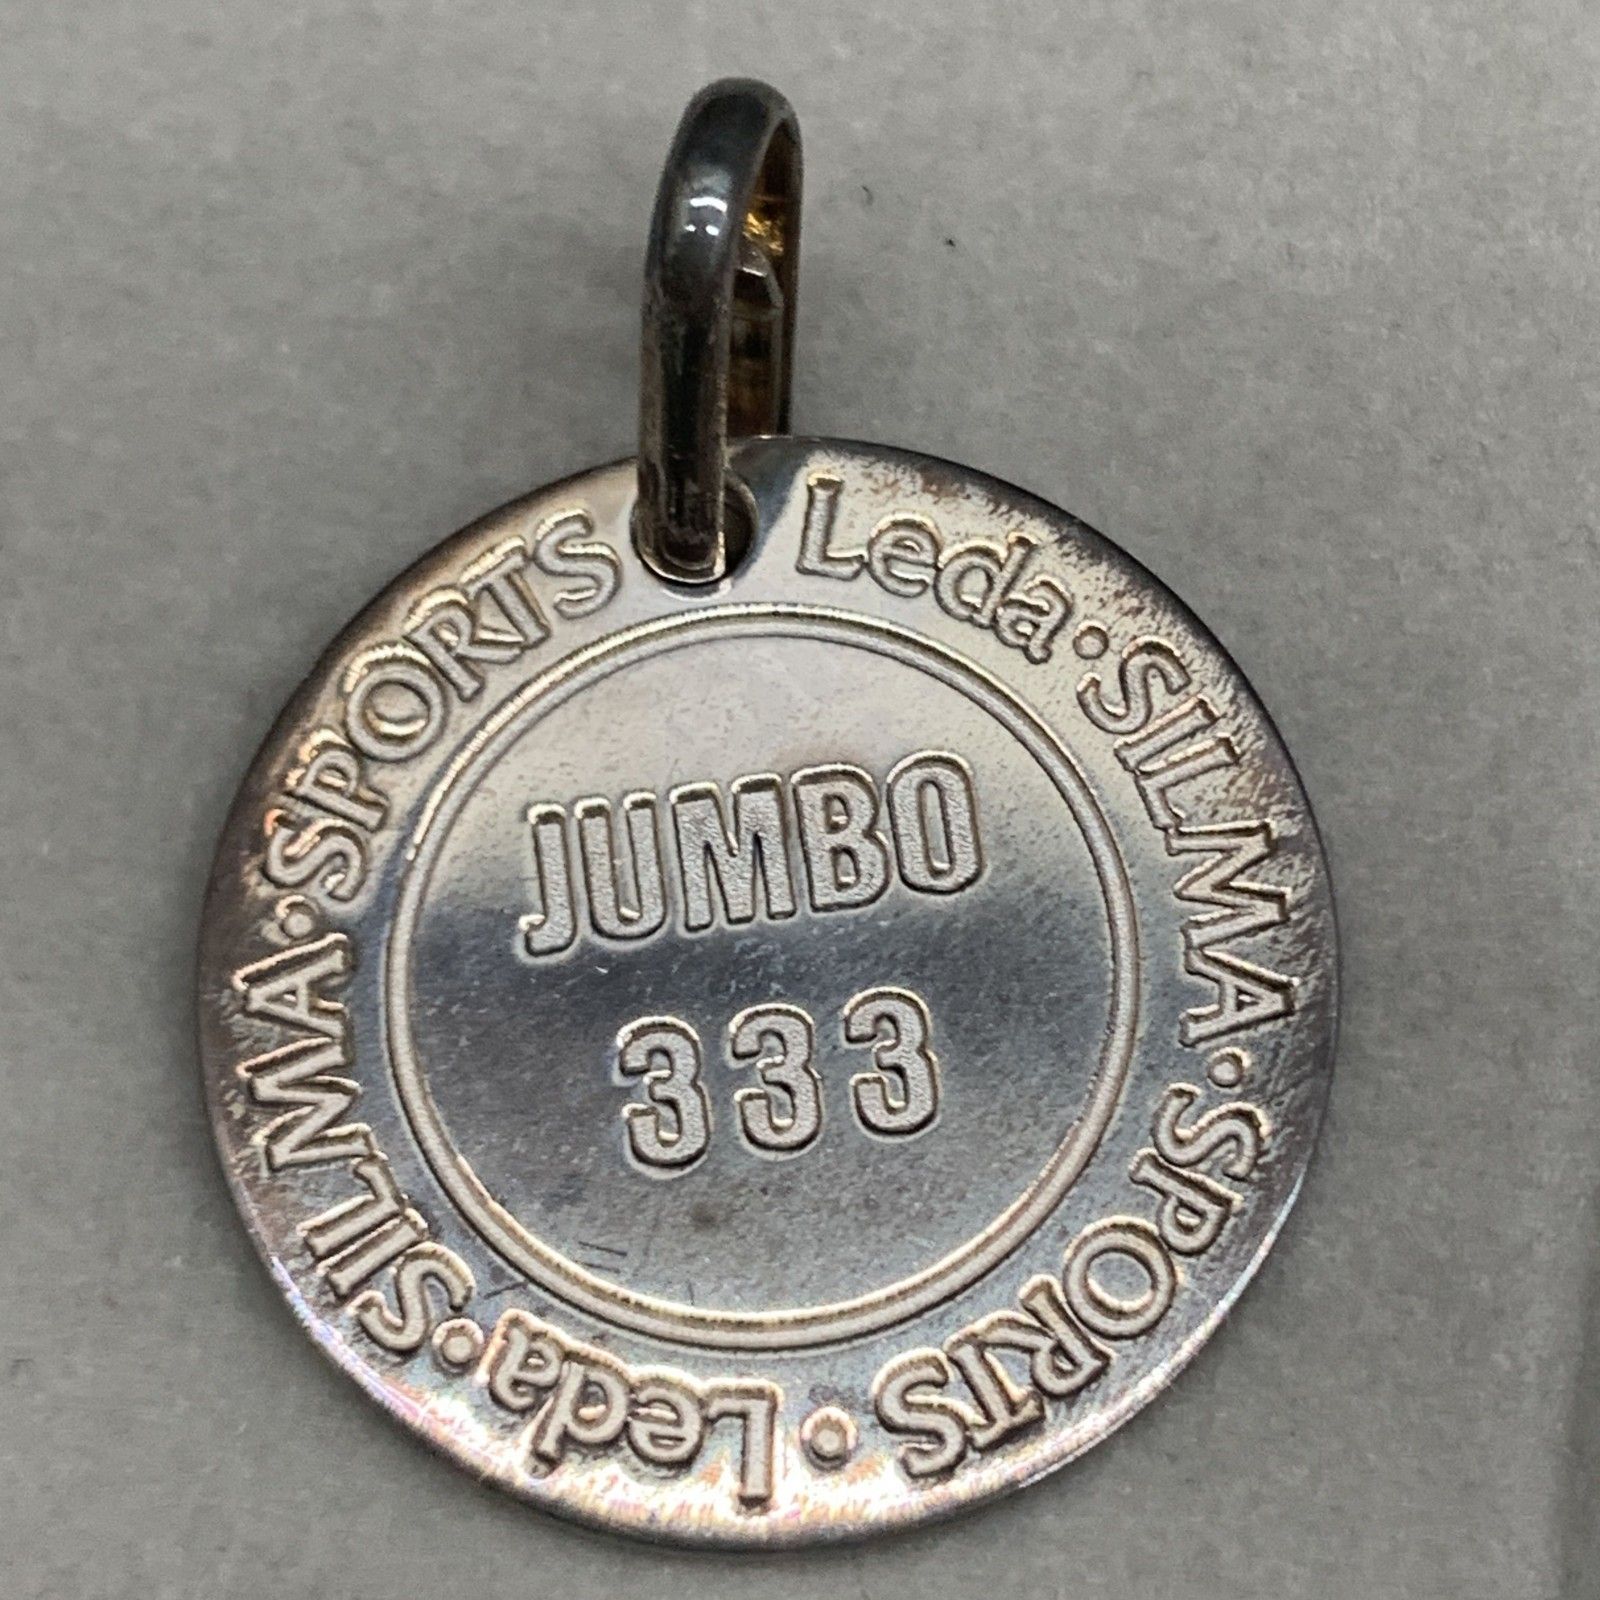 Leda · SILMA · SPORTS · Leda · SILMA · SPORTS
JUMBO
333